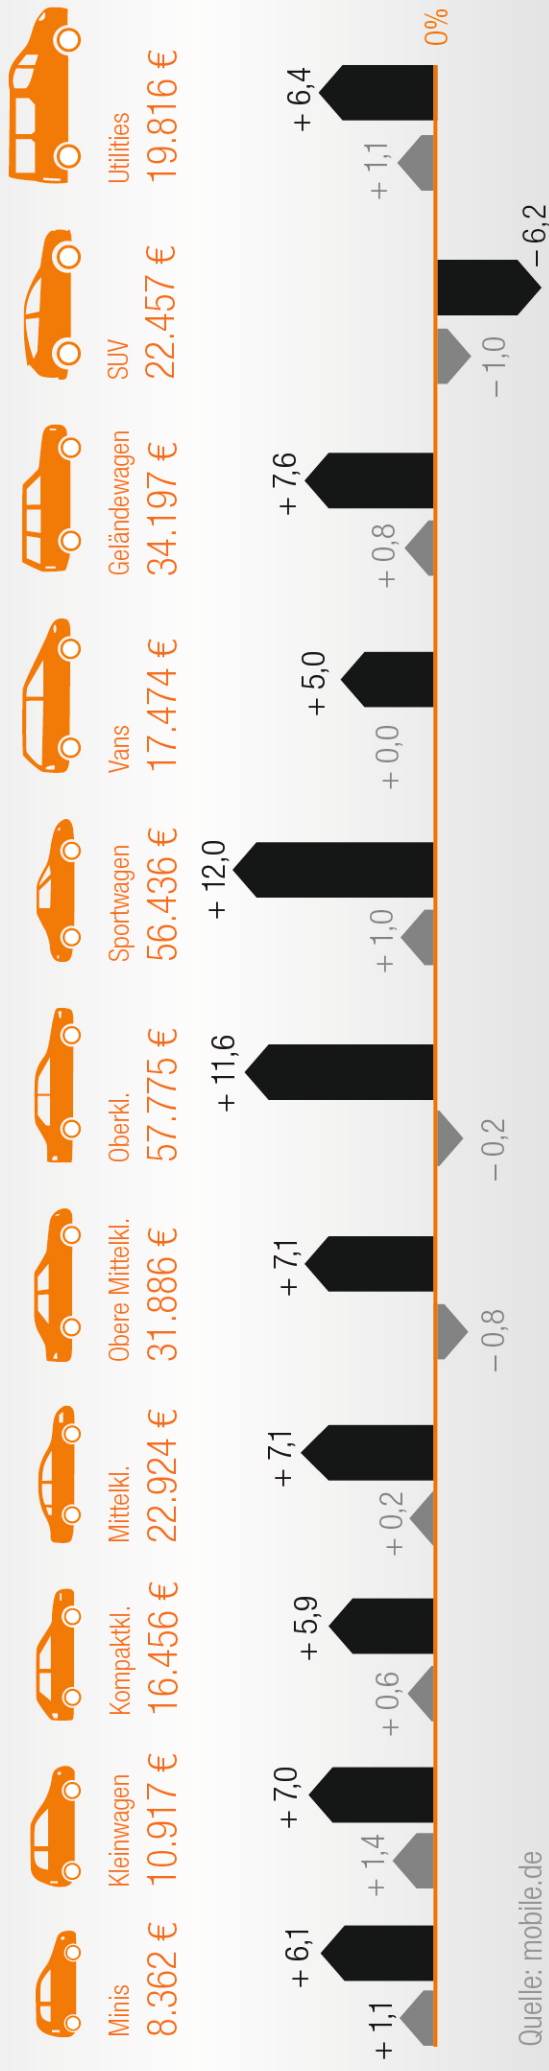 Minis
8.362 €
Kleinwagen
10.917 €
Kompaktkl.
16.456 €
Mittelkl.
22.924 €
Obere Mittelkl.
31.886 €
Oberkl.
57.775 €
Sportwagen
56.436 €
Vans
17.474 €
Geländewagen
34.197 €
SUV
22.457 €
Utilities
19.816 €
+ 1,1
+ 6,1
+ 1,4
+ 7,0
+ 0,6
+ 5,9
+ 0,2
+ 7,1
– 0,8
+ 7,1
– 0,2
+ 11,6
+ 1,0
+ 12,0
+ 0,0
+ 5,0
+ 0,8
+ 7,6
– 1,0
– 6,2
+ 1,1
+ 6,4
0%
Quelle: mobile.de